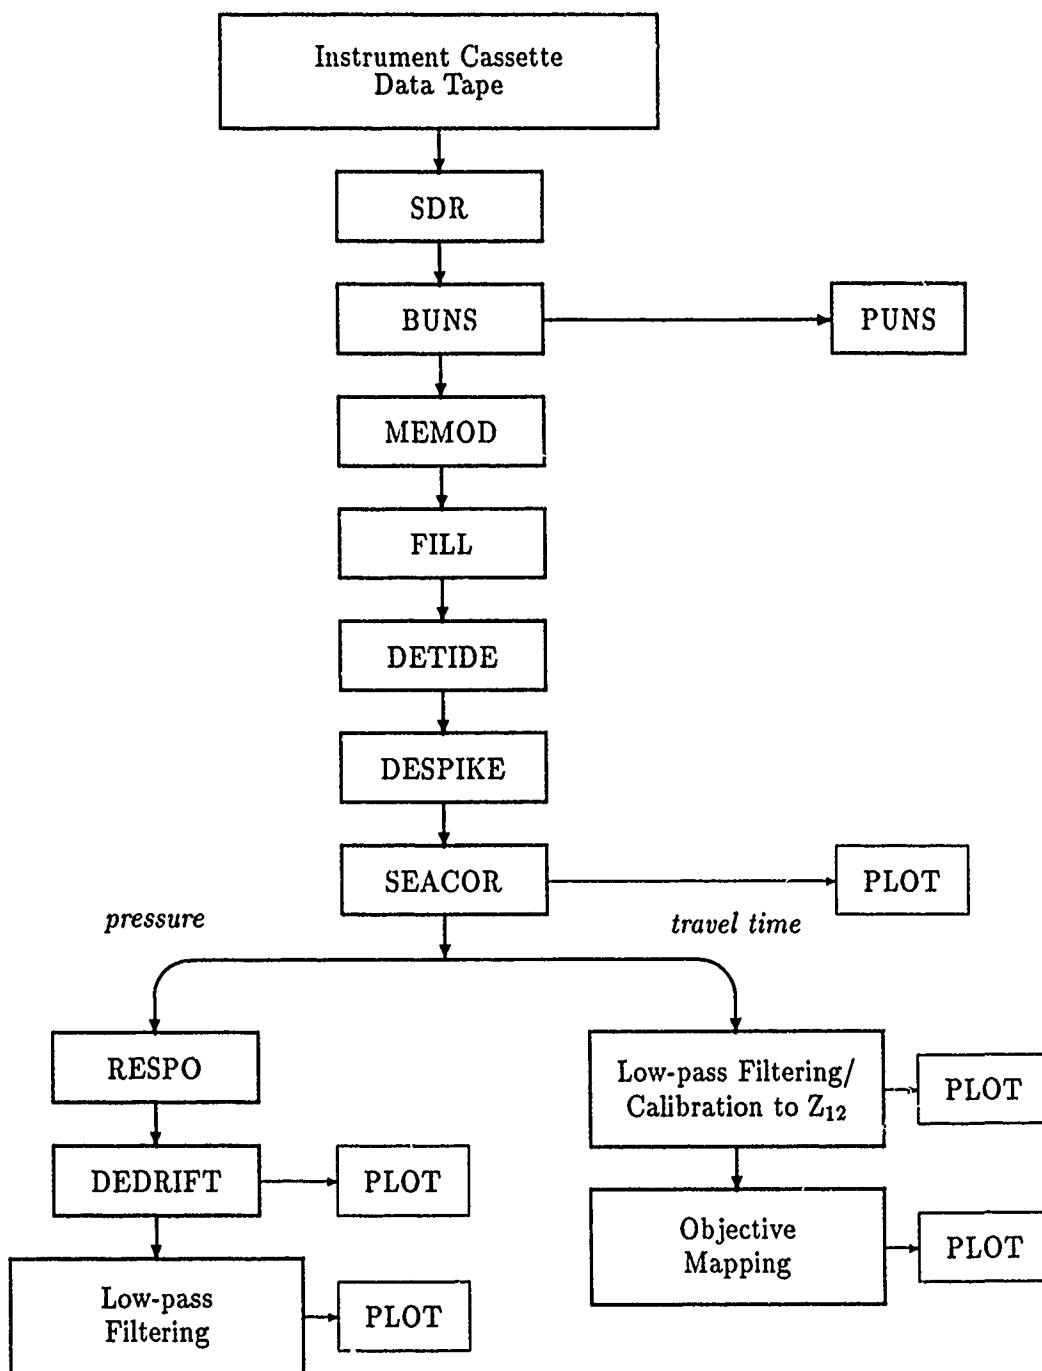 Instrument Cassette
Data Tape
SDR
BUNS
PUNS
MEMOD
FILL
DETIDE
DESPIKE
SEACOR
PLOT
pressure
travel time
RESPO
Low-pass Filtering/
Calibration to Z₁₂
PLOT
DEDRIFT
PLOT
Objective
Mapping
PLOT
Low-pass
Filtering
PLOT